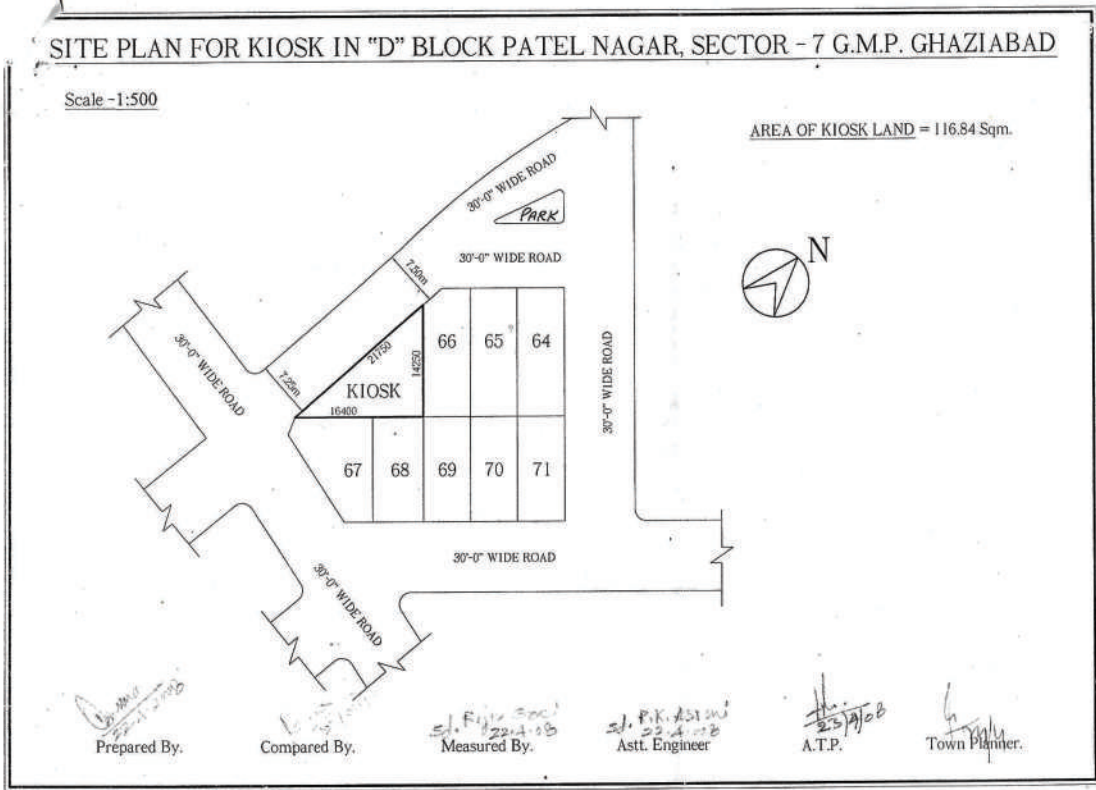 SITE PLAN FOR KIOSK IN "D" BLOCK PATEL NAGAR, SECTOR - 7 G.M.P. GHAZIABAD
Scale -1:500
AREA OF KIOSK LAND = 116.84 Sqm.
30'-0" WIDE ROAD
PARK
30'-0" WIDE ROAD
N
7.50m
30'-0" WIDE ROAD
66
65
64
21750
14250
30'-0" WIDE ROAD
7.25m
KIOSK
16400
67
68
69
70
71
30'-0" WIDE ROAD
30'-0" WIDE ROAD
22.4.08
22.4.08
23/4/08
Prepared By.
Compared By.
Measured By.
Astt. Engineer
A.T.P.
Town Planner.